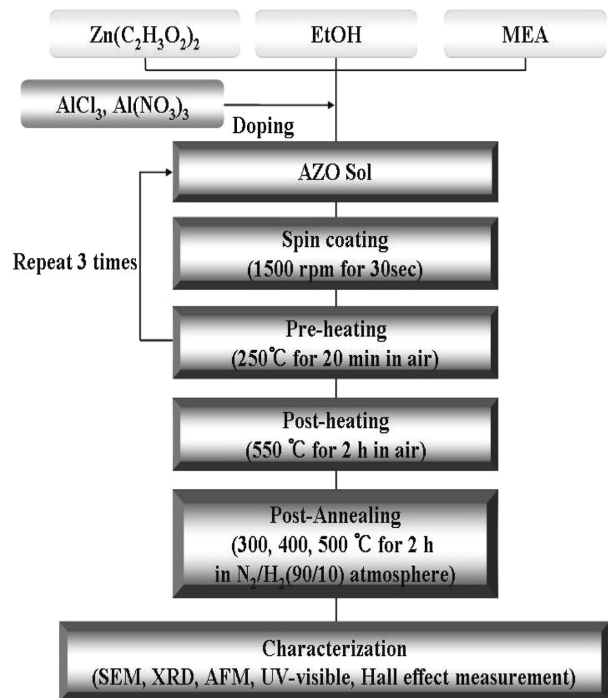 Zn(C₂H₃O₂)₂
EtOH
MEA
AlCl₃, Al(NO₃)₃
Doping
AZO Sol
Spin coating
(1500 rpm for 30sec)
Repeat 3 times
Pre-heating
(250℃ for 20 min in air)
Post-heating
(550 ℃ for 2 h in air)
Post-Annealing
(300, 400, 500 ℃ for 2 h
in N₂/H₂(90/10) atmosphere)
Characterization
(SEM, XRD, AFM, UV-visible, Hall effect measurement)